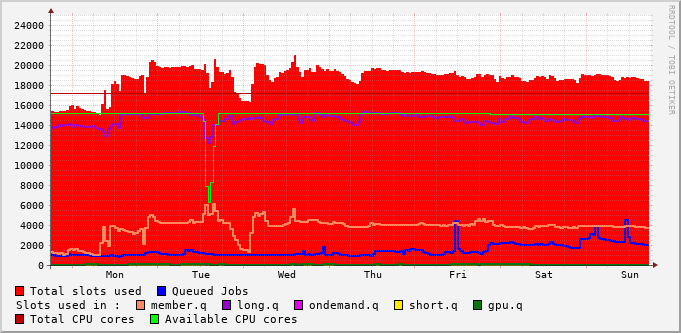 RRDTOOL / TOBI OETIKER
24000
22000
20000
18000
16000
14000
12000
10000
8000
6000
4000
2000
0
Mon Tue Wed Thu Fri Sat Sun
Total slots used Queued Jobs
Slots used in : member.q long.q ondemand.q short.q gpu.q
Total CPU cores Available CPU cores